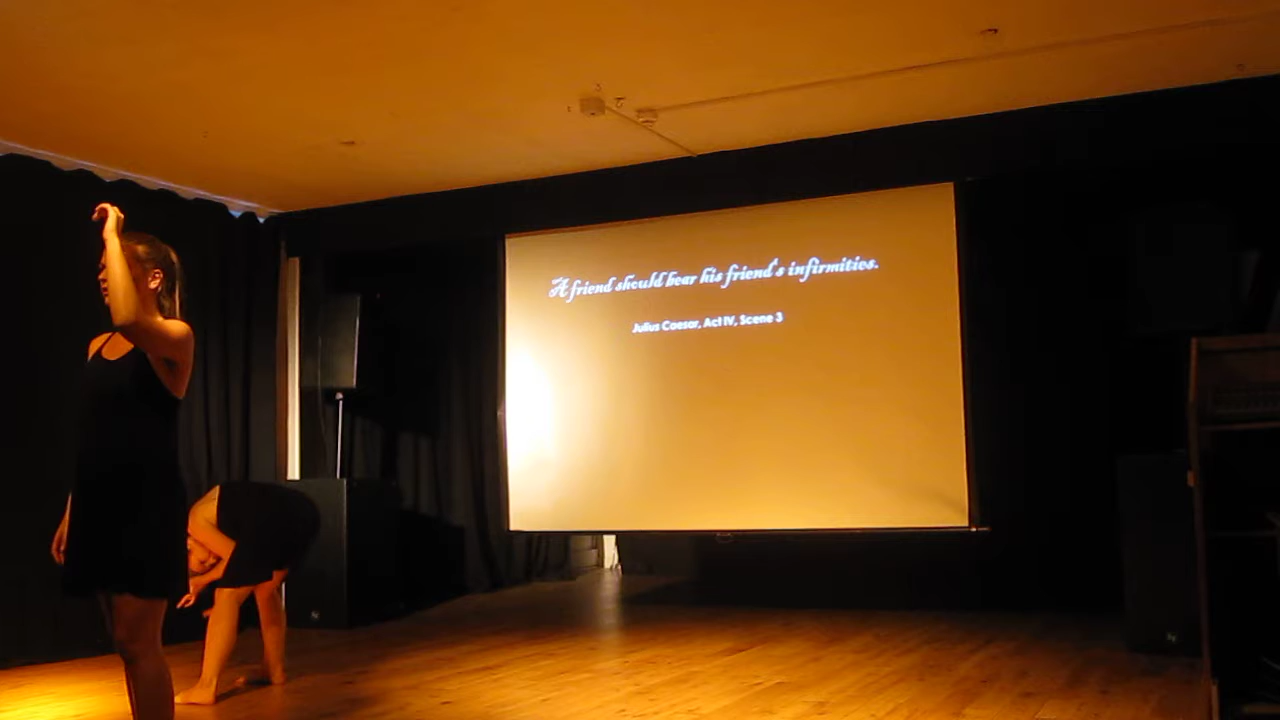 A friend should bear his friend's infirmities.
Julius Caesar, Act IV, Scene 3